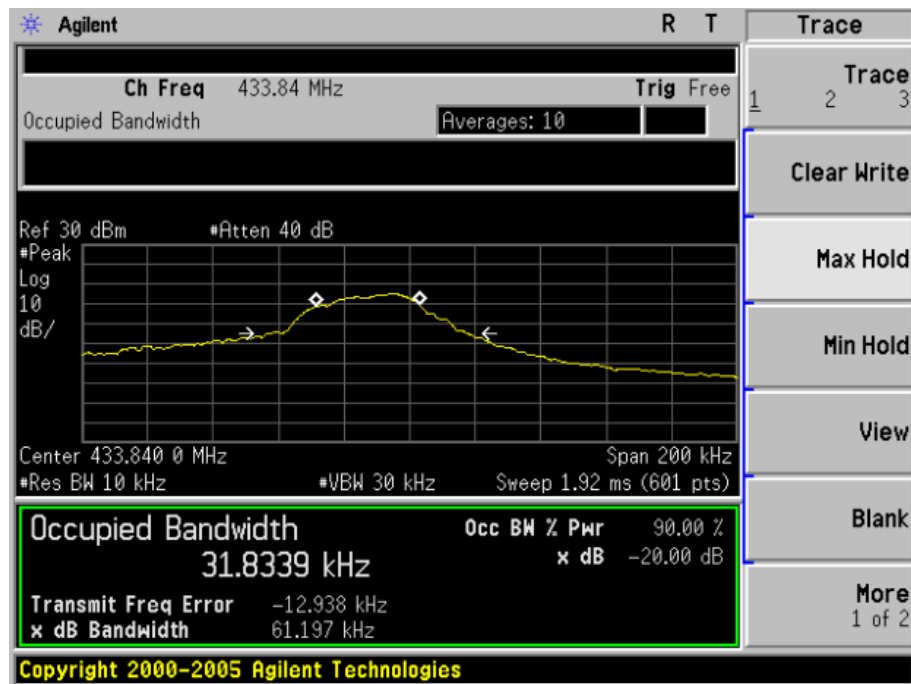 Agilent R T Trace
Ch Freq 433.84 MHz Trig Free
Occupied Bandwidth Averages: 10
Trace
1 2 3
Clear Write
Max Hold
Min Hold
View
Blank
More
1 of 2
Ref 30 dBm #Atten 40 dB
#Peak
Log
10
dB/
Center 433.840 0 MHz Span 200 kHz
#Res BW 10 kHz #VBW 30 kHz Sweep 1.92 ms (601 pts)
Occupied Bandwidth Occ BW % Pwr 90.00 %
31.8339 kHz x dB -20.00 dB
Transmit Freq Error -12.938 kHz
x dB Bandwidth 61.197 kHz
Copyright 2000-2005 Agilent Technologies